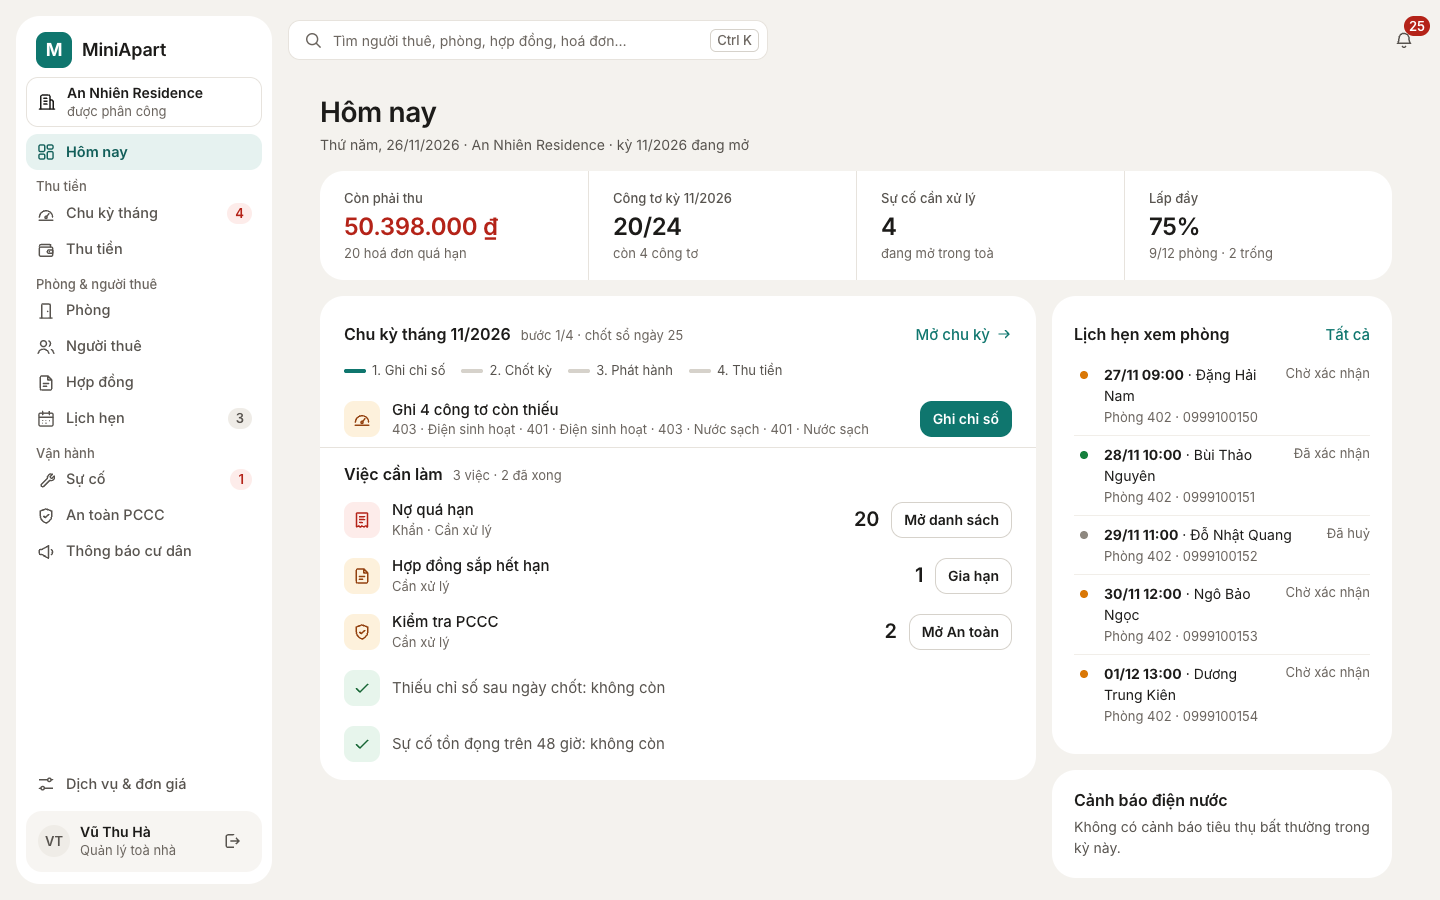 M MiniApart
An Nhiên Residence
được phân công
Hôm nay
Thu tiền
Chu kỳ tháng 4
Thu tiền
Phòng & người thuê
Phòng
Người thuê
Hợp đồng
Lịch hẹn 3
Vận hành
Sự cố 1
An toàn PCCC
Thông báo cư dân
Dịch vụ & đơn giá
VT Vũ Thu Hà
Quản lý toà nhà
Tìm người thuê, phòng, hợp đồng, hoá đơn... Ctrl K
25
Hôm nay
Thứ năm, 26/11/2026 · An Nhiên Residence · kỳ 11/2026 đang mở
Còn phải thu
50.398.000 ₫
20 hoá đơn quá hạn
Công tơ kỳ 11/2026
20/24
còn 4 công tơ
Sự cố cần xử lý
4
đang mở trong toà
Lấp đầy
75%
9/12 phòng · 2 trống
Chu kỳ tháng 11/2026 bước 1/4 · chốt số ngày 25 Mở chu kỳ →
1. Ghi chỉ số 2. Chốt kỳ 3. Phát hành 4. Thu tiền
Ghi 4 công tơ còn thiếu
403 · Điện sinh hoạt · 401 · Điện sinh hoạt · 403 · Nước sạch · 401 · Nước sạch
Ghi chỉ số
Việc cần làm 3 việc · 2 đã xong
Nợ quá hạn
Khẩn · Cần xử lý
20 Mở danh sách
Hợp đồng sắp hết hạn
Cần xử lý
1 Gia hạn
Kiểm tra PCCC
Cần xử lý
2 Mở An toàn
Thiếu chỉ số sau ngày chốt: không còn
Sự cố tồn đọng trên 48 giờ: không còn
Lịch hẹn xem phòng Tất cả
27/11 09:00 · Đặng Hải Chờ xác nhận
Nam
Phòng 402 · 0999100150
28/11 10:00 · Bùi Thảo Đã xác nhận
Nguyên
Phòng 402 · 0999100151
29/11 11:00 · Đỗ Nhật Quang Đã huỷ
Phòng 402 · 0999100152
30/11 12:00 · Ngô Bảo Chờ xác nhận
Ngọc
Phòng 402 · 0999100153
01/12 13:00 · Dương Chờ xác nhận
Trung Kiên
Phòng 402 · 0999100154
Cảnh báo điện nước
Không có cảnh báo tiêu thụ bất thường trong
kỳ này.